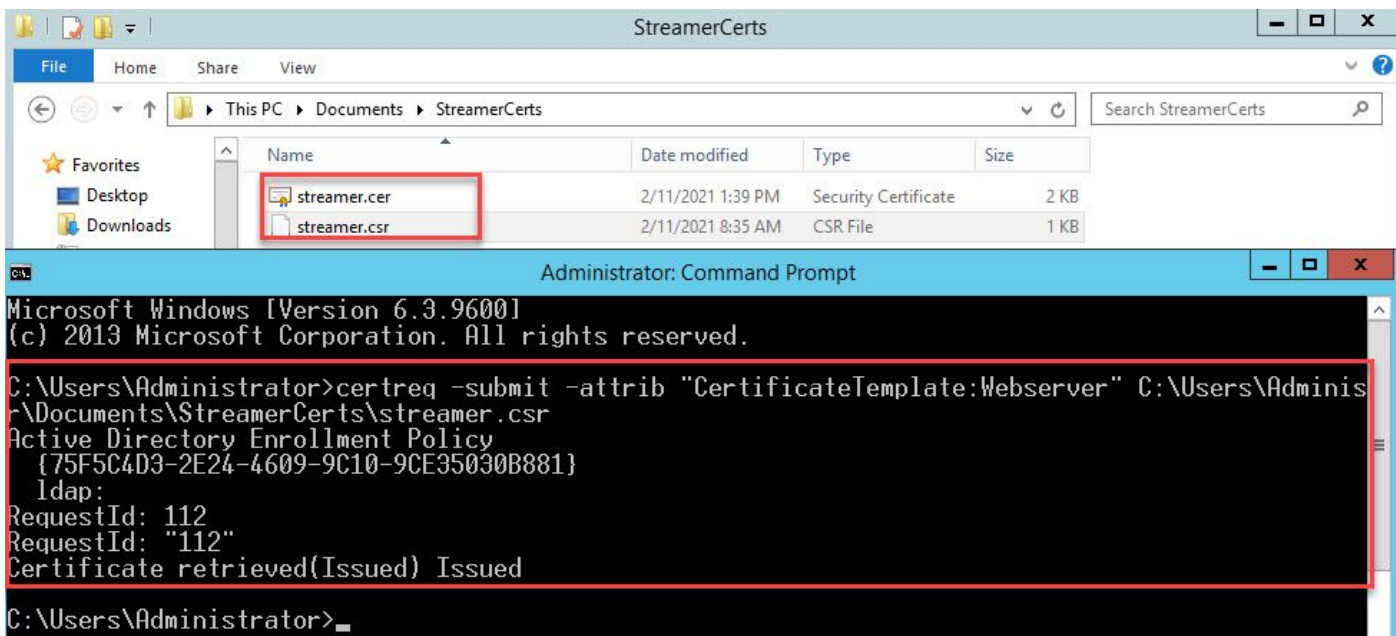 StreamerCerts
File Home Share View
This PC Documents StreamerCerts Search StreamerCerts
Name Date modified Type Size
Favorites
Desktop streamer.cer 2/11/2021 1:39 PM Security Certificate 2 KB
Downloads streamer.csr 2/11/2021 8:35 AM CSR File 1 KB
Administrator: Command Prompt
Microsoft Windows [Version 6.3.9600]
(c) 2013 Microsoft Corporation. All rights reserved.
C:\Users\Administrator>certreq -submit -attrib "CertificateTemplate:Webserver" C:\Users\Adminis
r\Documents\StreamerCerts\streamer.csr
Active Directory Enrollment Policy
{75F5C4D3-2E24-4609-9C10-9CE35030B881}
ldap:
RequestId: 112
RequestId: "112"
Certificate retrieved(Issued) Issued
C:\Users\Administrator>